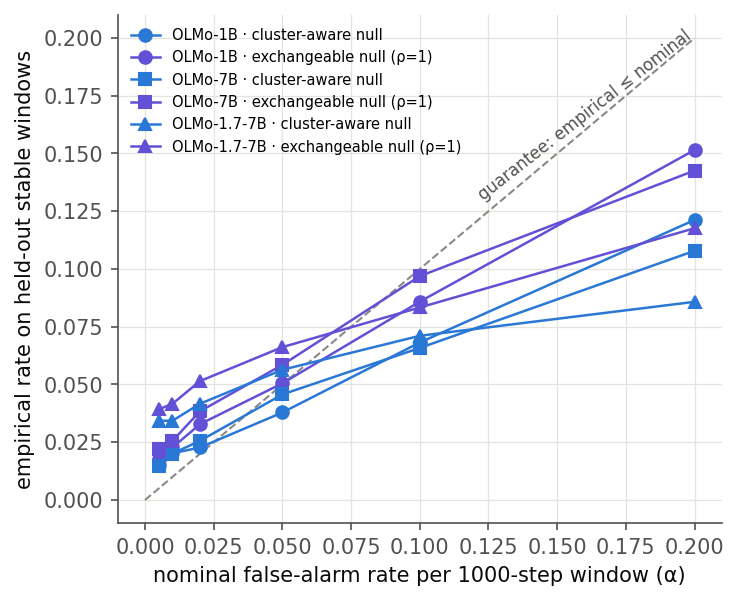 OLMo-1B · cluster-aware null
OLMo-1B · exchangeable null (ρ=1)
OLMo-7B · cluster-aware null
OLMo-7B · exchangeable null (ρ=1)
OLMo-1.7-7B · cluster-aware null
OLMo-1.7-7B · exchangeable null (ρ=1)
guarantee: empirical ≤ nominal
empirical rate on held-out stable windows
0.200
0.175
0.150
0.125
0.100
0.075
0.050
0.025
0.000
0.000 0.025 0.050 0.075 0.100 0.125 0.150 0.175 0.200
nominal false-alarm rate per 1000-step window (α)